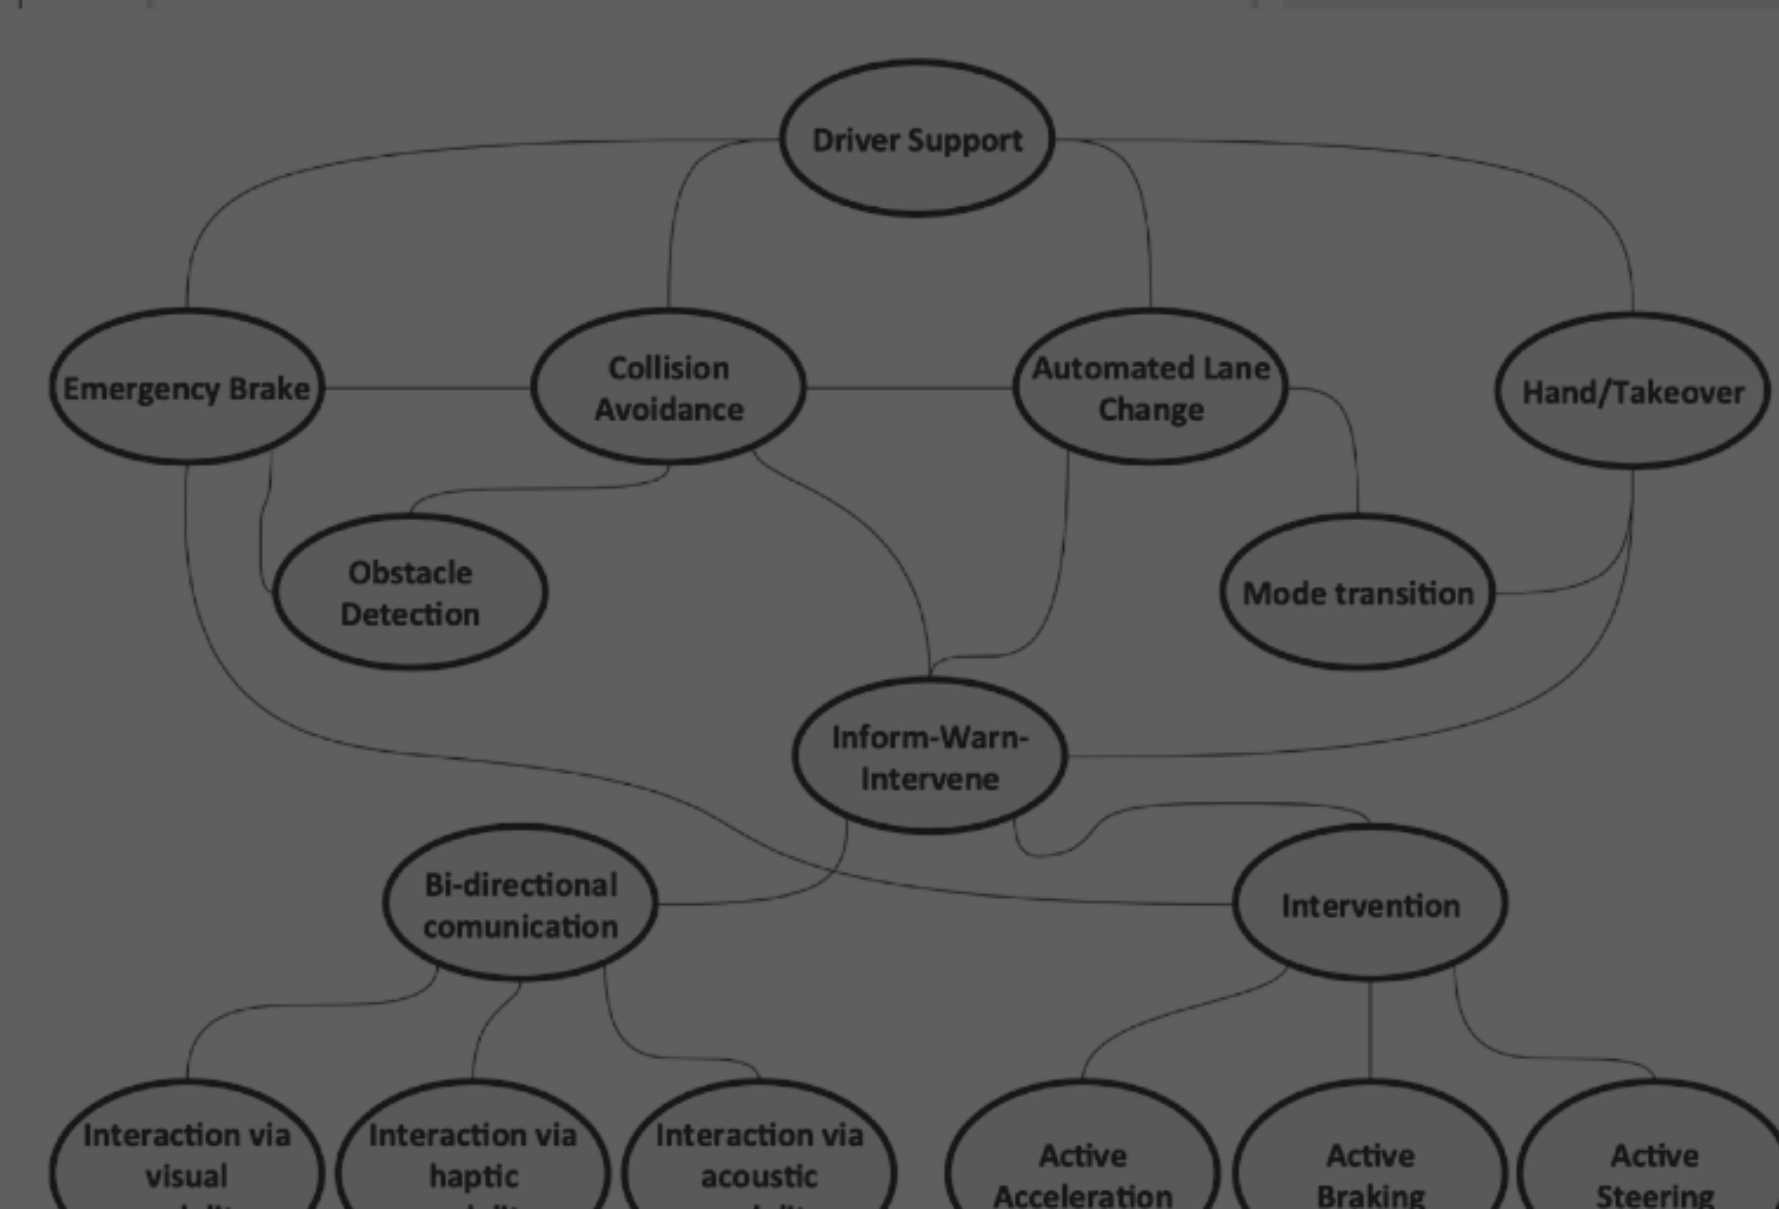 Driver Support
Emergency Brake
Collision
Avoidance
Automated Lane
Change
Hand/Takeover
Obstacle
Detection
Mode transition
Inform-Warn-
Intervene
Bi-directional
comunication
Intervention
Interaction via
visual
Interaction via
haptic
Interaction via
acoustic
Active
Acceleration
Active
Braking
Active
Steering